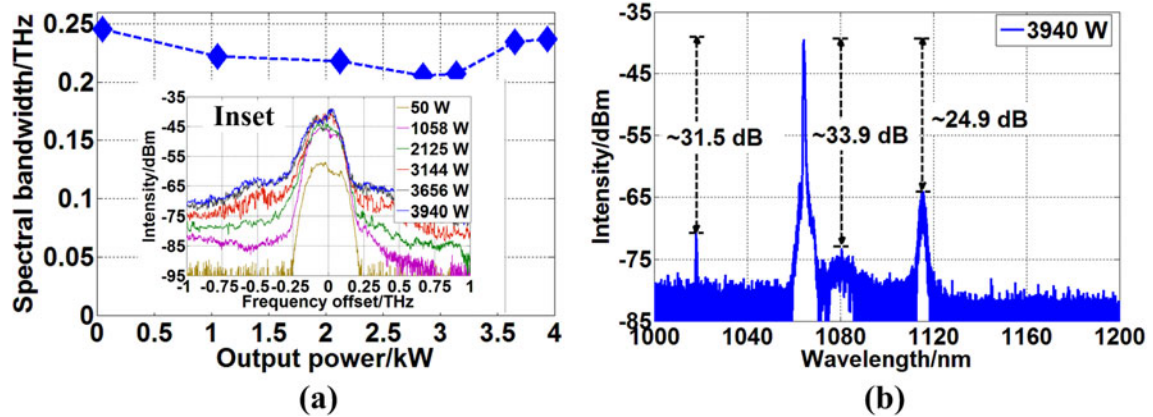 Spectral bandwidth/THz
0.25
0.2
0.15
0.1
0.05
0
0 0.5 1 1.5 2 2.5 3 3.5 4
Output power/kW
Inset
Intensity/dBm
-35
-45
-55
-65
-75
-85
-95
-1 -0.75 -0.5 -0.25 0 0.25 0.5 0.75 1
Frequency offset/THz
50 W
1058 W
2125 W
3144 W
3656 W
3940 W
(a)
Intensity/dBm
-35
-45
-55
-65
-75
-85
1000 1040 1080 1120 1160 1200
Wavelength/nm
3940 W
~31.5 dB
~33.9 dB
~24.9 dB
(b)